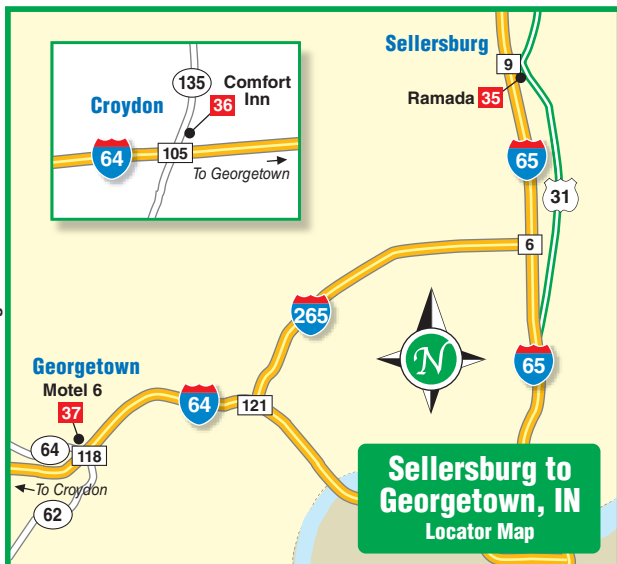 Sellersburg
9
Ramada 35
65
31
6
135
Comfort
Inn
36
Croydon
64
105
To Georgetown
265
N
65
Georgetown
Motel 6
37
64
121
64
118
To Croydon
62
Sellersburg to
Georgetown, IN
Locator Map